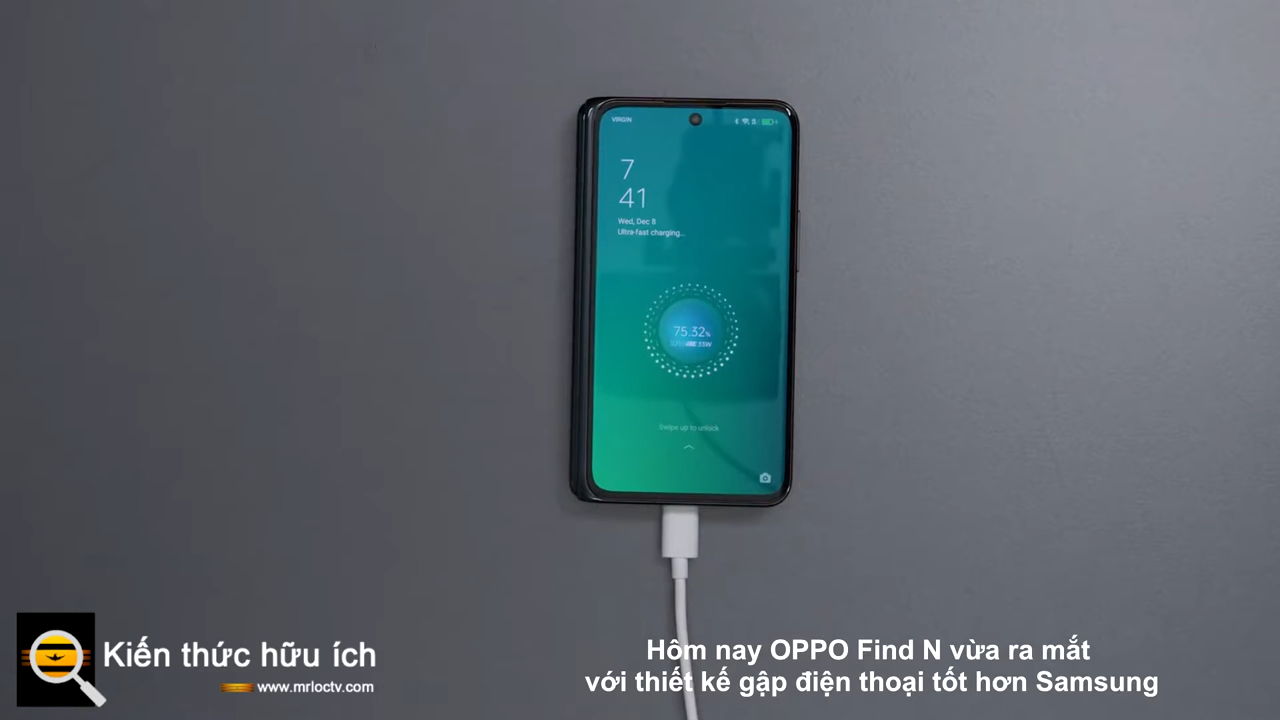 VIRGIN
7
41
Wed, Dec 8
Ultra-fast charging...
75.32%
33W
Swipe up to unlock
Kiến thức hữu ích
www.mrloctv.com
Hôm nay OPPO Find N vừa ra mắt
với thiết kế gập điện thoại tốt hơn Samsung